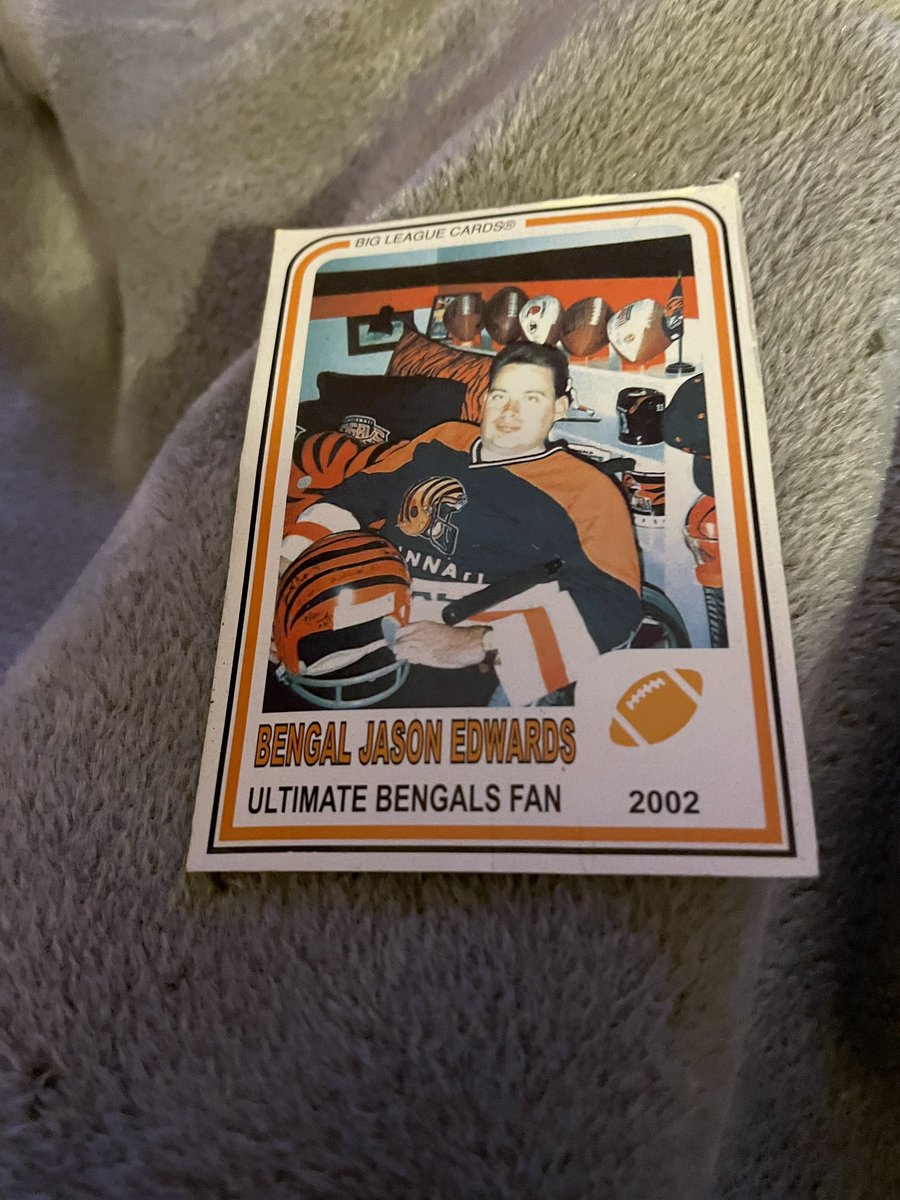 BIG LEAGUE CARDS®
BENGAL JASON EDWARDS
ULTIMATE BENGALS FAN
2002